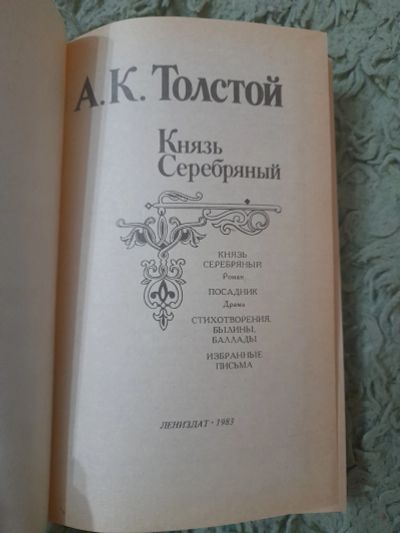 А. К. Толстой
Князь
Серебряный
КНЯЗЬ
СЕРЕБРЯНЫЙ
Роман
ПОСАДНИК
Драма
СТИХОТВОРЕНИЯ,
БЫЛИНЫ,
БАЛЛАДЫ
ИЗБРАННЫЕ
ПИСЬМА
ЛЕНИЗДАТ · 1983